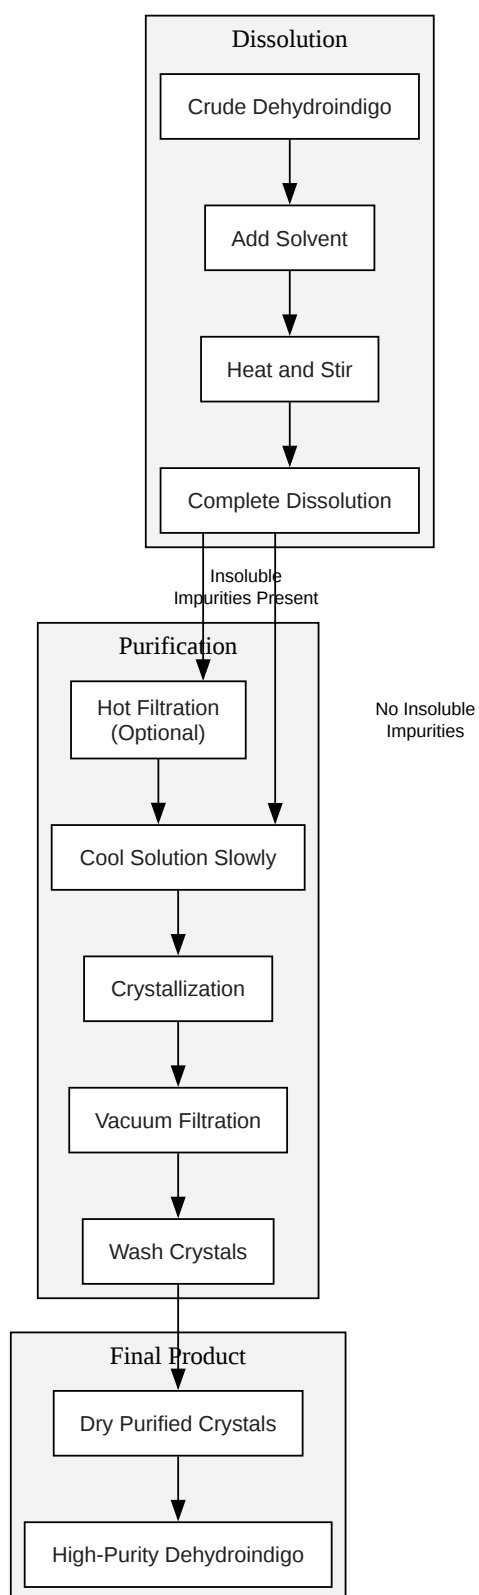 Dissolution
Crude Dehydroindigo
Add Solvent
Heat and Stir
Complete Dissolution
Insoluble
Impurities Present
Purification
Hot Filtration
(Optional)
No Insoluble
Impurities
Cool Solution Slowly
Crystallization
Vacuum Filtration
Wash Crystals
Final Product
Dry Purified Crystals
High-Purity Dehydroindigo